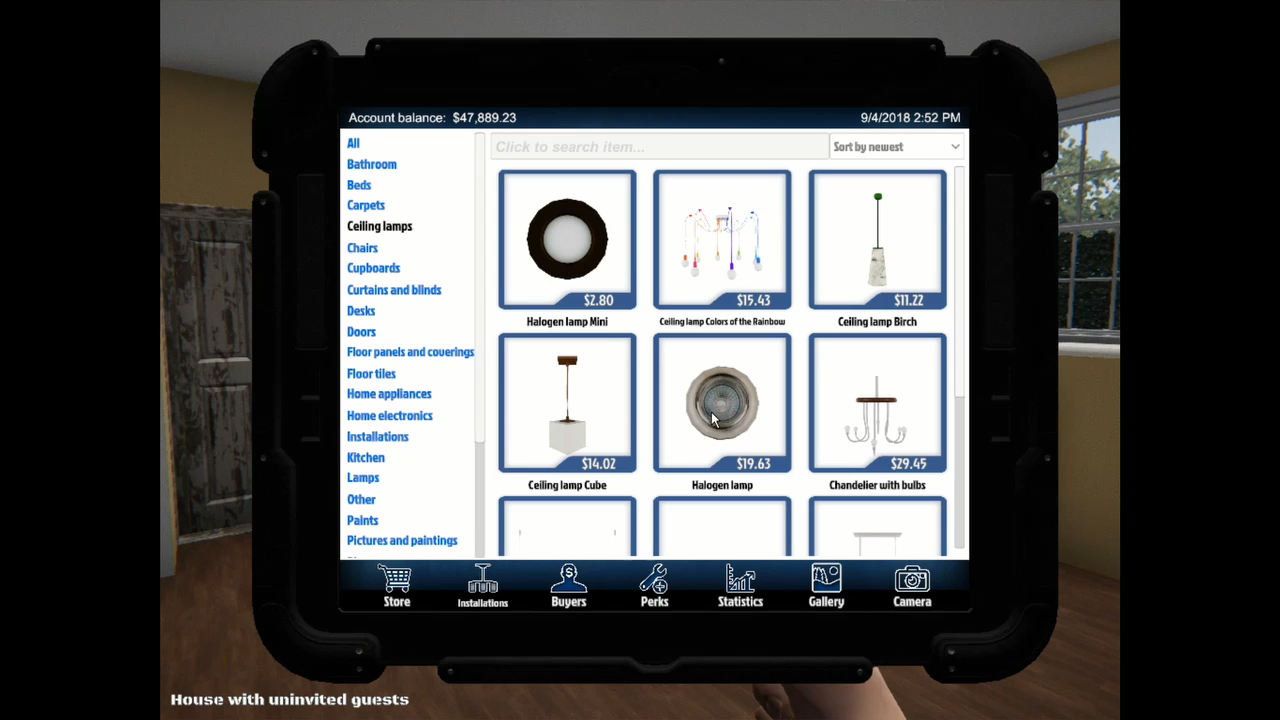 Account balance: $47,889.23
9/4/2018 2:52 PM
All
Bathroom
Beds
Carpets
Ceiling lamps
Chairs
Cupboards
Curtains and blinds
Desks
Doors
Floor panels and coverings
Floor tiles
Home appliances
Home electronics
Installations
Kitchen
Lamps
Other
Paints
Pictures and paintings
Click to search item...
Sort by newest
$2.80
$15.43
$11.22
Halogen lamp Mini
Ceiling lamp Colors of the Rainbow
Ceiling lamp Birch
$14.02
$19.63
$29.45
Ceiling lamp Cube
Halogen lamp
Chandelier with bulbs
Store
Installations
Buyers
Perks
Statistics
Gallery
Camera
House with uninvited guests